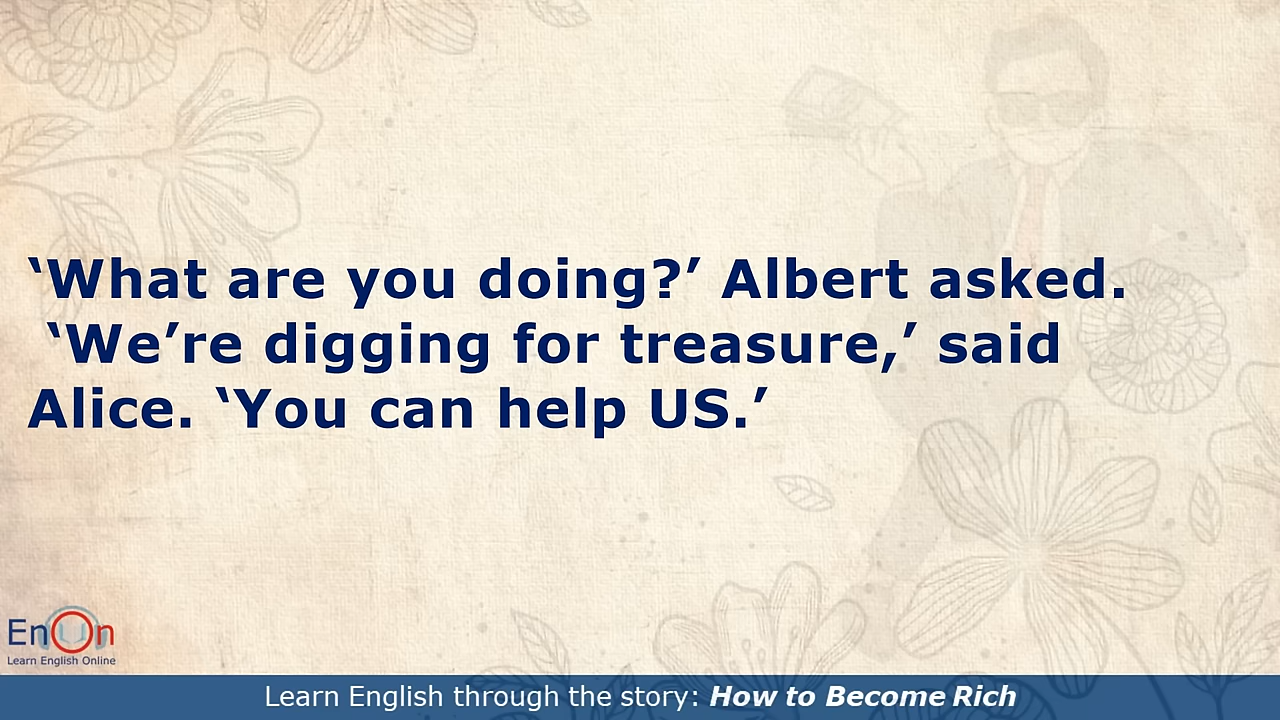 ‘What are you doing?’ Albert asked.
‘We’re digging for treasure,’ said
Alice. ‘You can help US.’
EnOn
Learn English Online
Learn English through the story: How to Become Rich